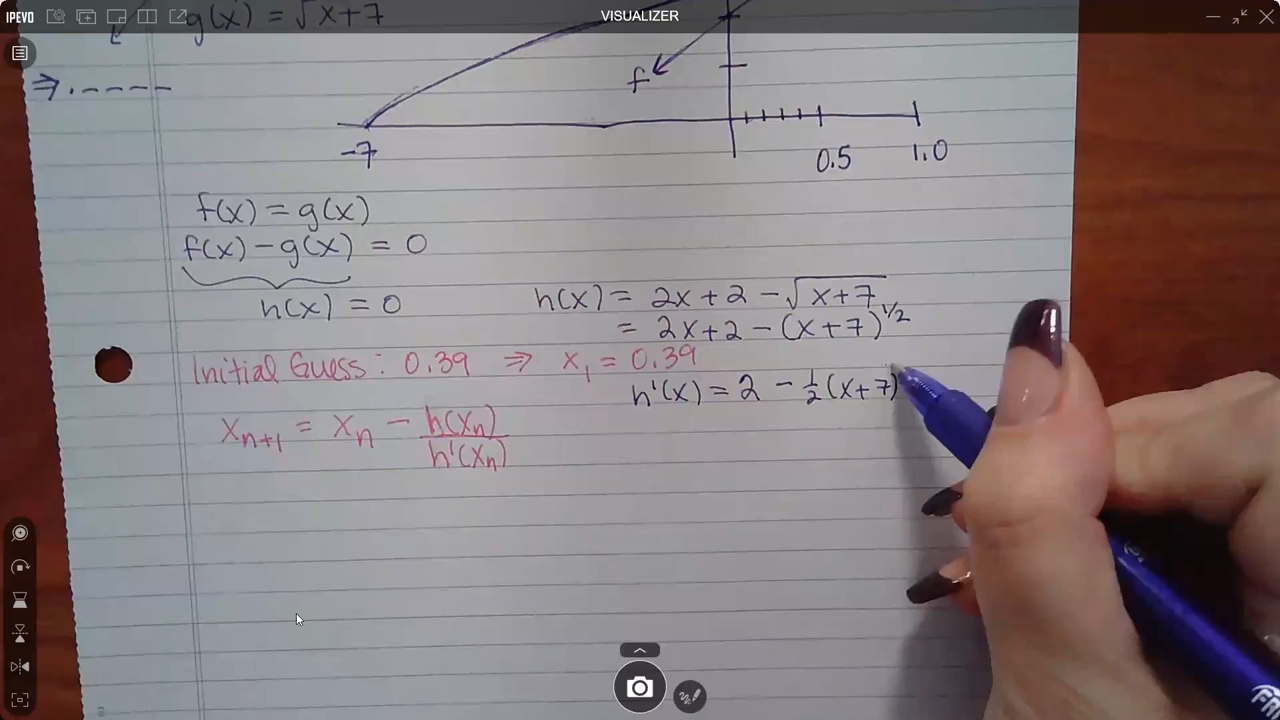 IPEVO
VISUALIZER
g(x) = √x+7
⇒ . - - - -
f
-7
0.5
1.0
f(x) = g(x)
f(x) - g(x) = 0
h(x) = 0
h(x) = 2x + 2 - √x+7
= 2x+2 - (x+7)^1/2
Initial Guess: 0.39 ⇒ x₁ = 0.39
h'(x) = 2 - 1/2 (x+7)
xₙ₊₁ = xₙ - h(xₙ)/h'(xₙ)